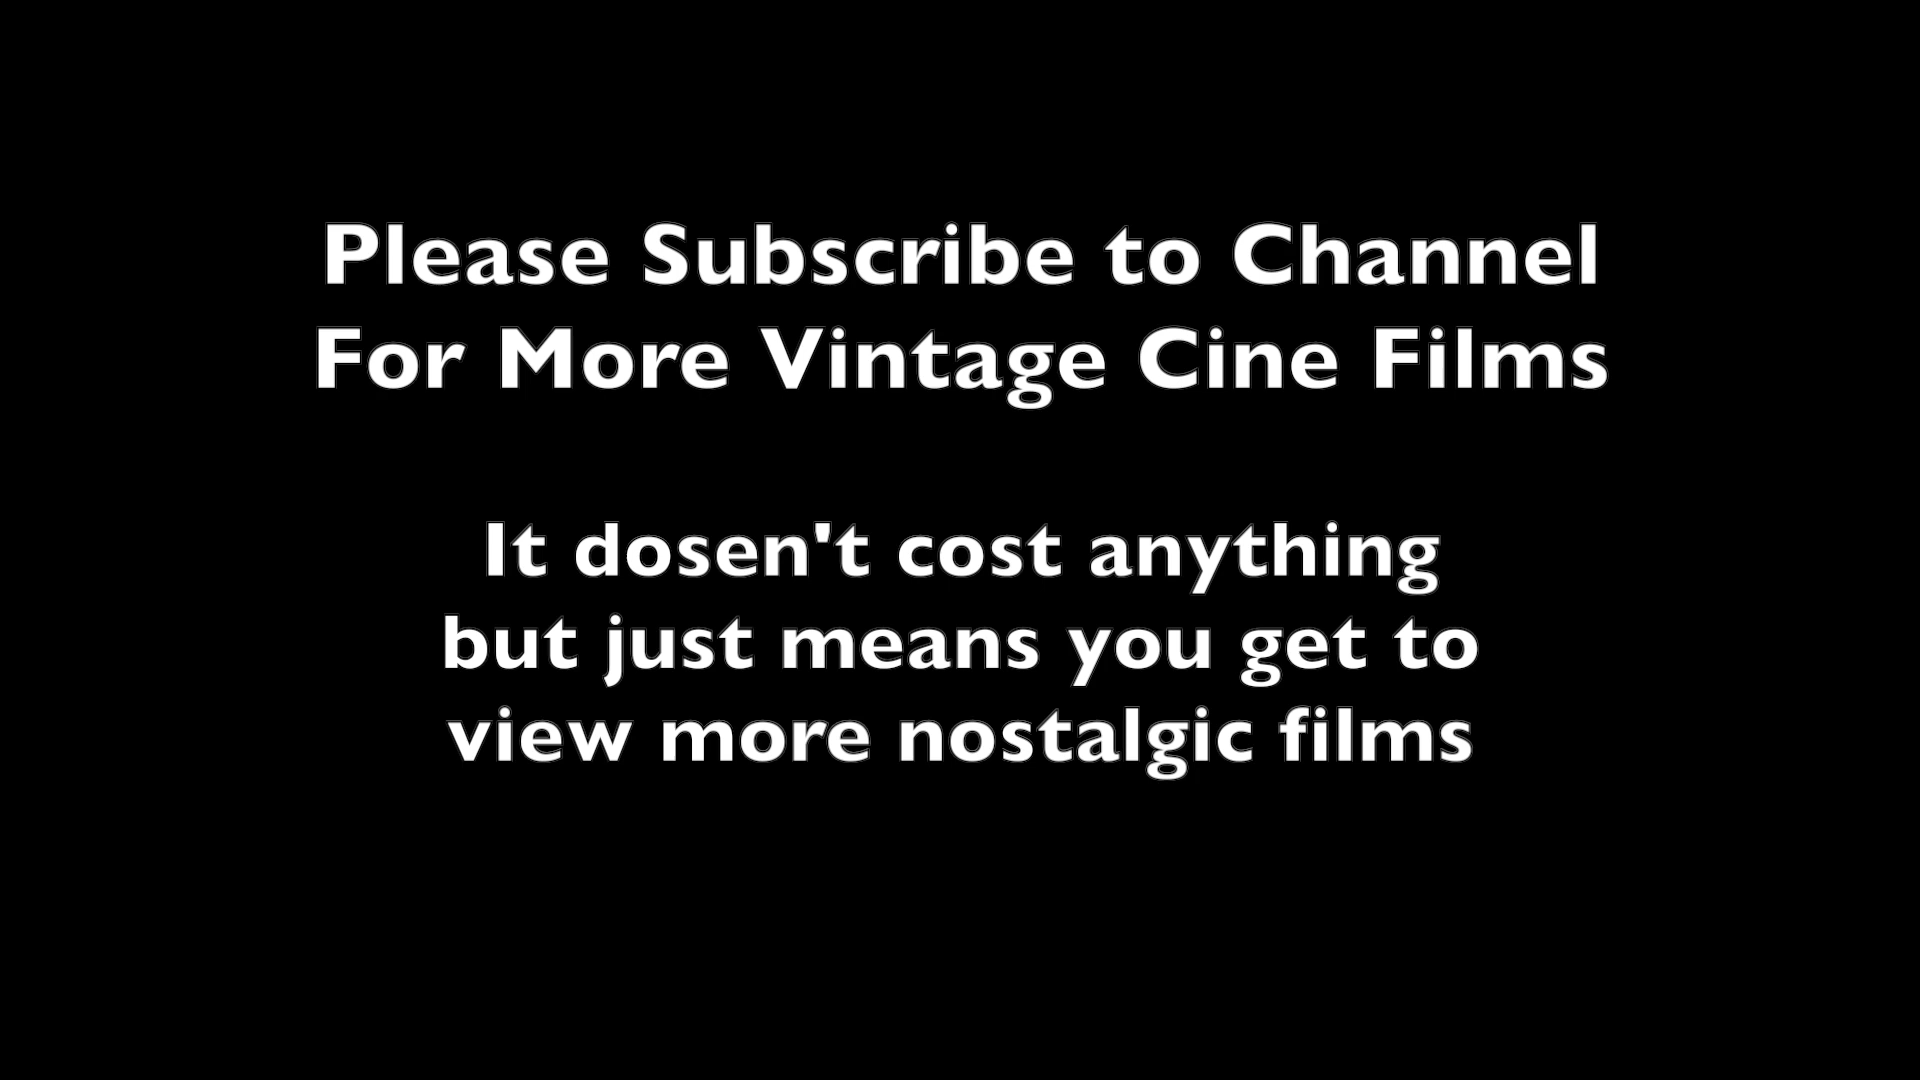 Please Subscribe to Channel
For More Vintage Cine Films
It dosen't cost anything
but just means you get to
view more nostalgic films